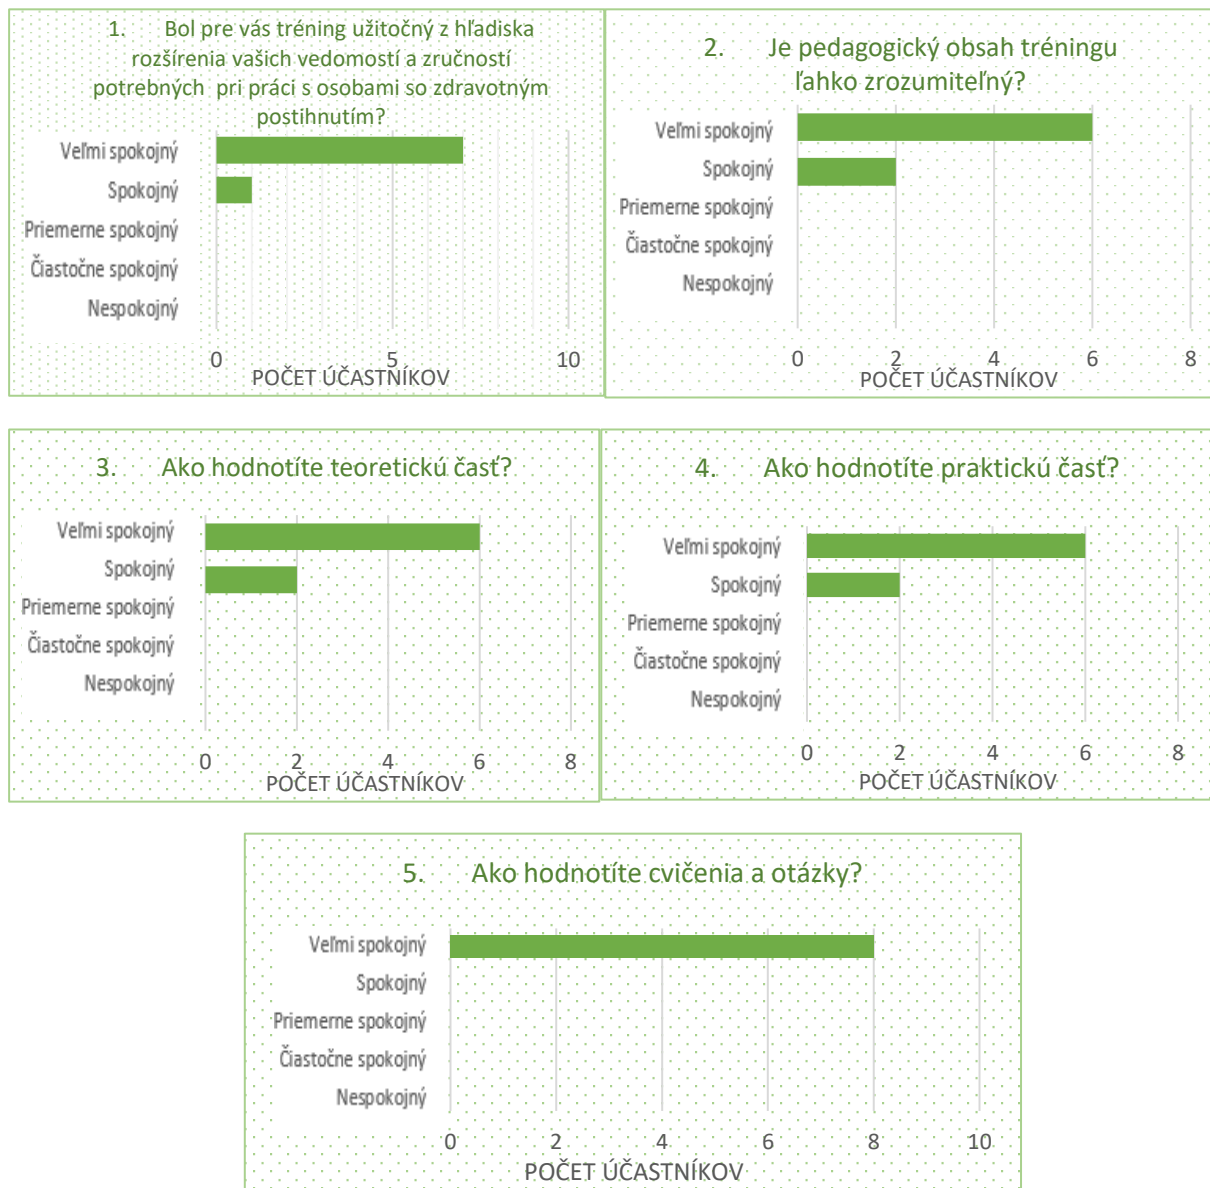 1. Bol pre vás tréning užitočný z hľadiska
rozšírenia vašich vedomostí a zručností
potrebných pri práci s osobami so zdravotným
postihnutím?
Veľmi spokojný
Spokojný
Priemerne spokojný
Čiastočne spokojný
Nespokojný
0 5 10
POČET ÚČASTNÍKOV
2. Je pedagogický obsah tréningu
ľahko zrozumiteľný?
Veľmi spokojný
Spokojný
Priemerne spokojný
Čiastočne spokojný
Nespokojný
0 2 4 6 8
POČET ÚČASTNÍKOV
3. Ako hodnotíte teoretickú časť?
Veľmi spokojný
Spokojný
Priemerne spokojný
Čiastočne spokojný
Nespokojný
0 2 4 6 8
POČET ÚČASTNÍKOV
4. Ako hodnotíte praktickú časť?
Veľmi spokojný
Spokojný
Priemerne spokojný
Čiastočne spokojný
Nespokojný
0 2 4 6 8
POČET ÚČASTNÍKOV
5. Ako hodnotíte cvičenia a otázky?
Veľmi spokojný
Spokojný
Priemerne spokojný
Čiastočne spokojný
Nespokojný
0 2 4 6 8 10
POČET ÚČASTNÍKOV